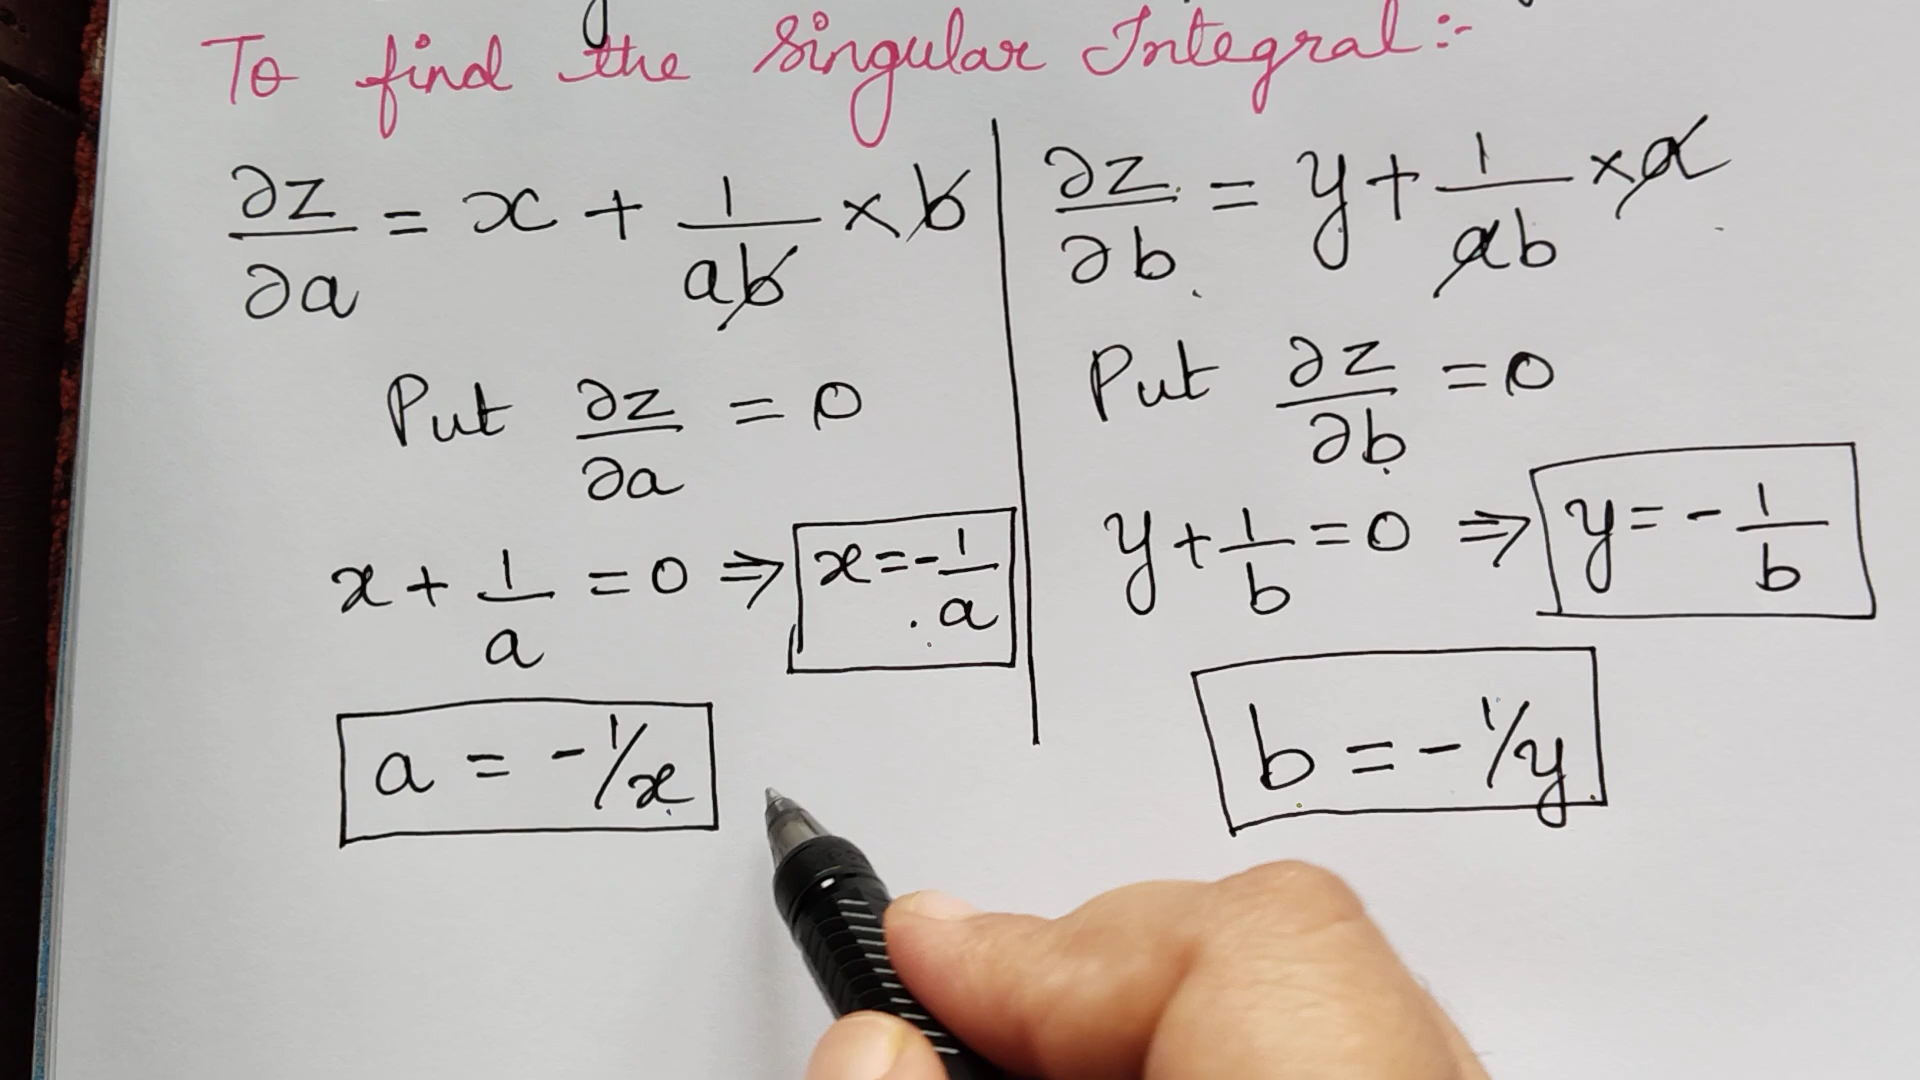 To find the Singular Integral:-
∂z/∂a = x + 1/ab × b
Put ∂z/∂a = 0
x + 1/a = 0 ⇒ x = -1/a
a = -1/x
∂z/∂b = y + 1/ab × a
Put ∂z/∂b = 0
y + 1/b = 0 ⇒ y = -1/b
b = -1/y